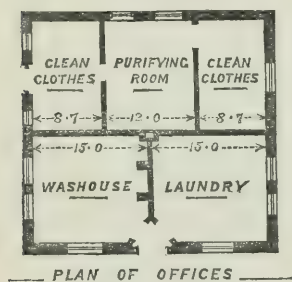 CLEAN PURIFYING CLEAN
CLOTHES ROOM CLOTHES
8·7 12·0 8·7
15·0 15·0
WASHOUSE LAUNDRY
PLAN OF OFFICES